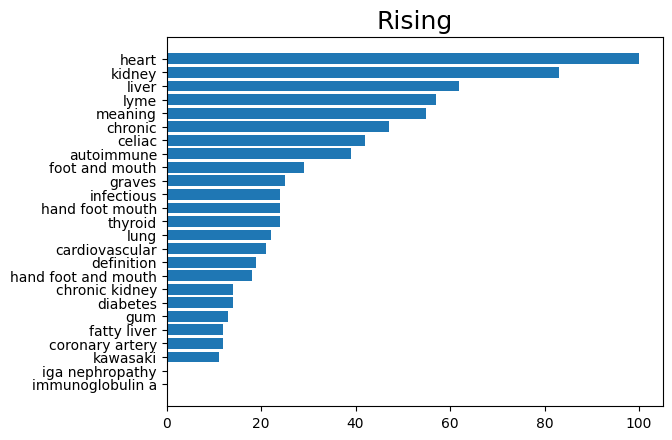 Rising
heart
kidney
liver
lyme
meaning
chronic
celiac
autoimmune
foot and mouth
graves
infectious
hand foot mouth
thyroid
lung
cardiovascular
definition
hand foot and mouth
chronic kidney
diabetes
gum
fatty liver
coronary artery
kawasaki
iga nephropathy
immunoglobulin a
0 20 40 60 80 100